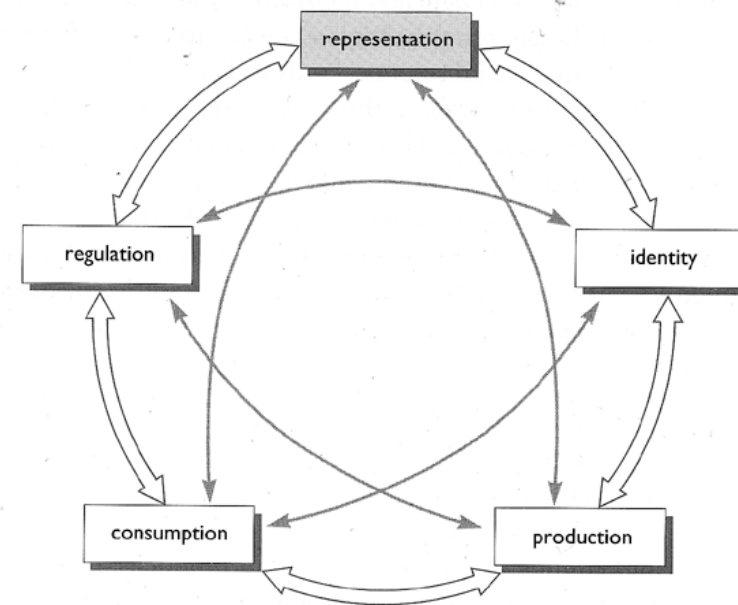 representation
regulation
identity
consumption
production